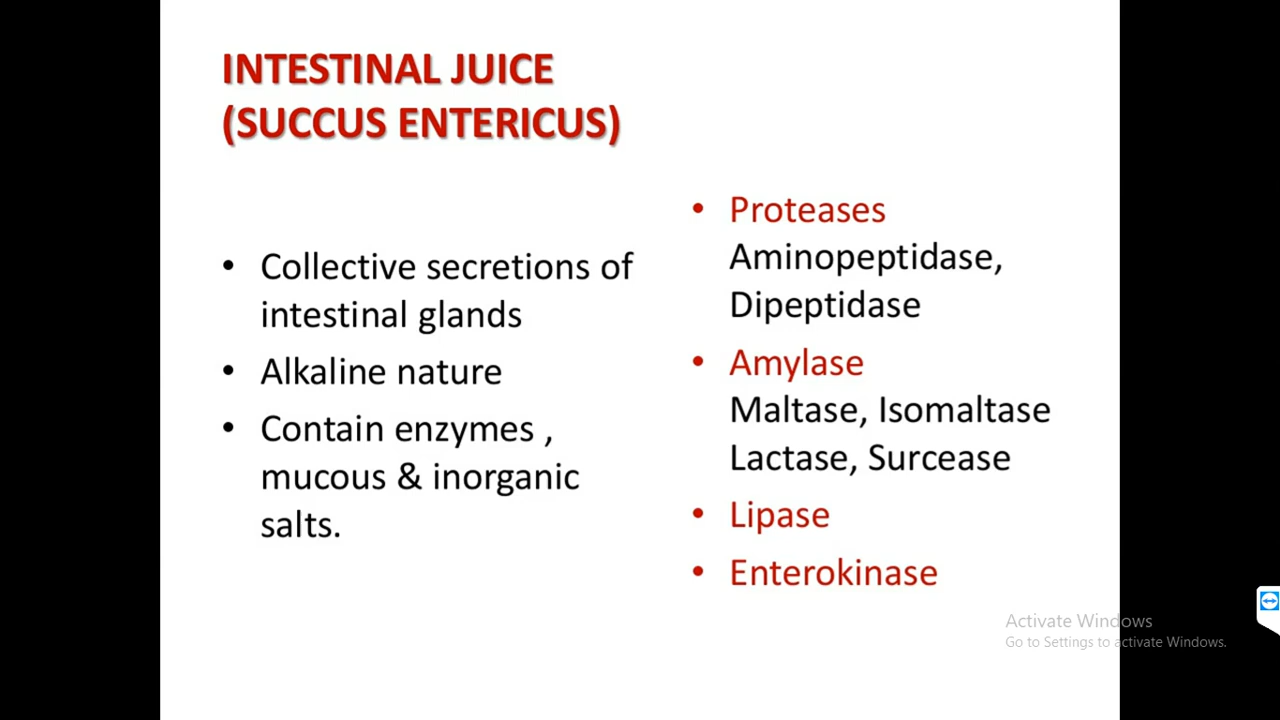 INTESTINAL JUICE
(SUCCUS ENTERICUS)
• Collective secretions of
intestinal glands
• Alkaline nature
• Contain enzymes ,
mucous & inorganic
salts.
• Proteases
Aminopeptidase,
Dipeptidase
• Amylase
Maltase, Isomaltase
Lactase, Surcease
• Lipase
• Enterokinase
Activate Windows
Go to Settings to activate Windows.